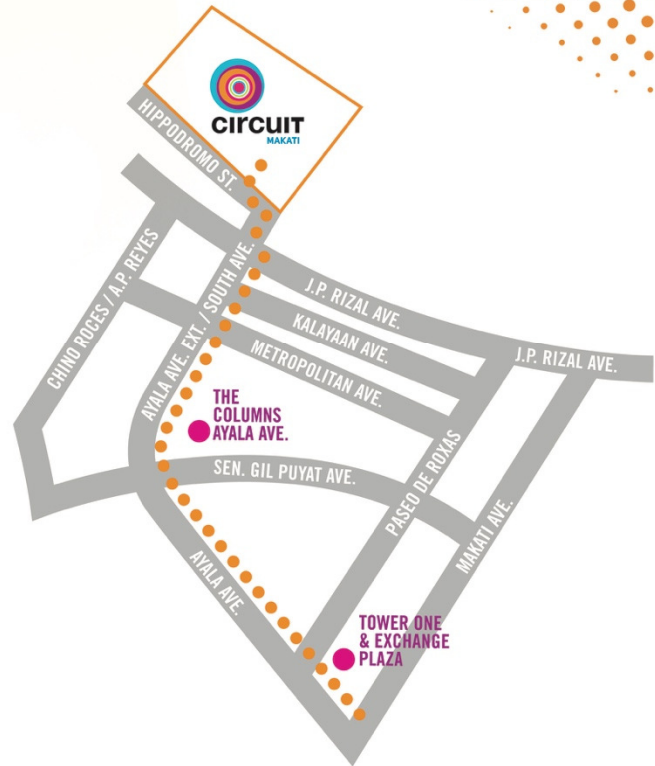 CIRCUIT
MAKATI
HIPPODROMO ST.
J.P. RIZAL AVE.
CHINO ROCES / A.P. REYES
AYALA AVE. EXT. / SOUTH AVE.
KALAYAAN AVE.
J.P. RIZAL AVE.
METROPOLITAN AVE.
THE
COLUMNS
AYALA AVE.
SEN. GIL PUYAT AVE.
PASEO DE ROXAS
MAKATI AVE.
AYALA AVE.
TOWER ONE
& EXCHANGE
PLAZA